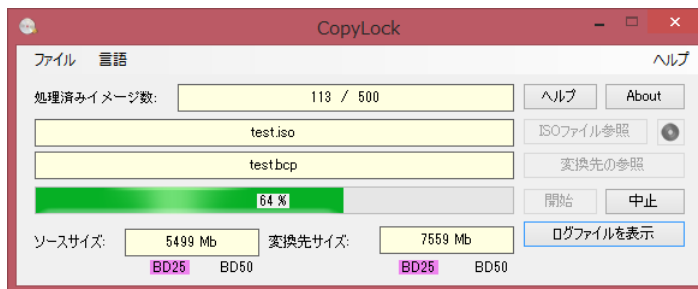 CopyLock
ファイル 言語 ヘルプ
処理済みイメージ数: 113 / 500 ヘルプ About
test.iso ISOファイル参照
test.bcp 変換先の参照
64 % 開始 中止
ソースサイズ: 5499 Mb 変換先サイズ: 7559 Mb ログファイルを表示
BD25 BD50 BD25 BD50